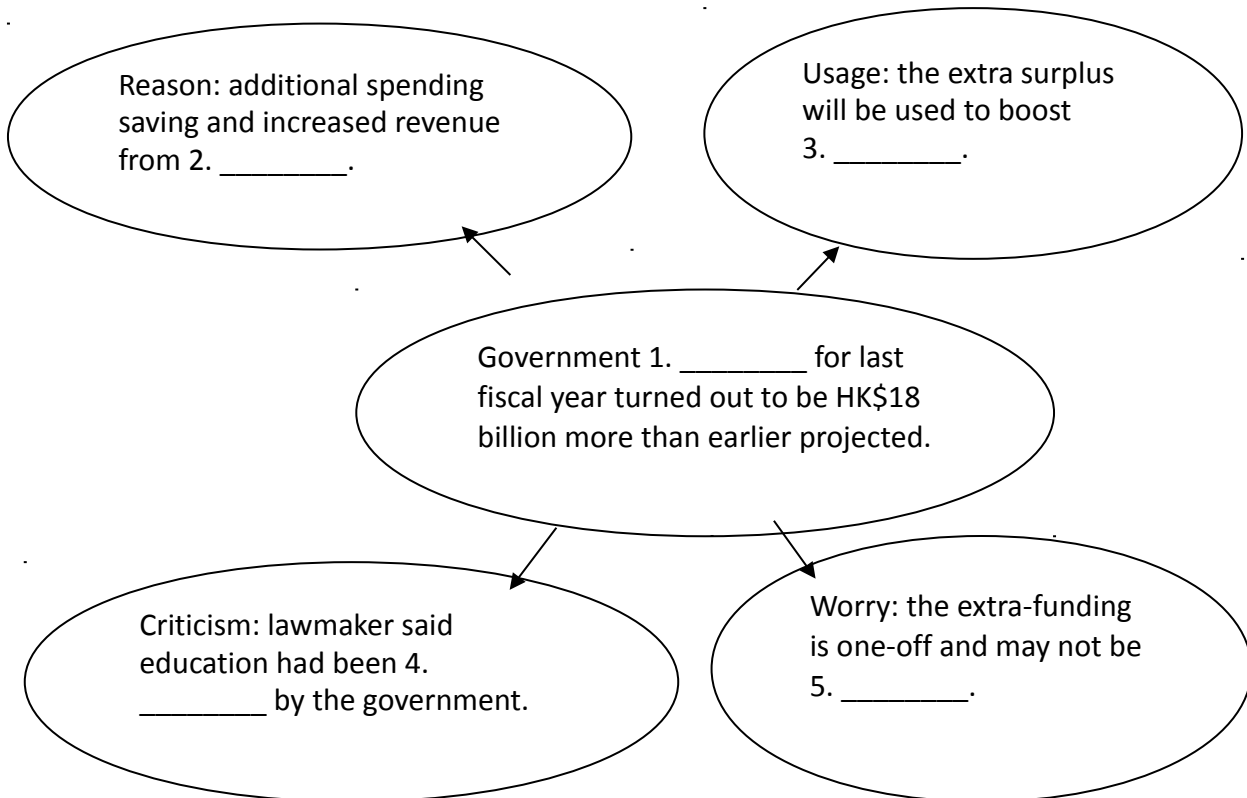 Reason: additional spending
saving and increased revenue
from 2. ________.
Usage: the extra surplus
will be used to boost
3. ________.
Government 1. ________ for last
fiscal year turned out to be HK$18
billion more than earlier projected.
Criticism: lawmaker said
education had been 4.
________ by the government.
Worry: the extra-funding
is one-off and may not be
5. ________.